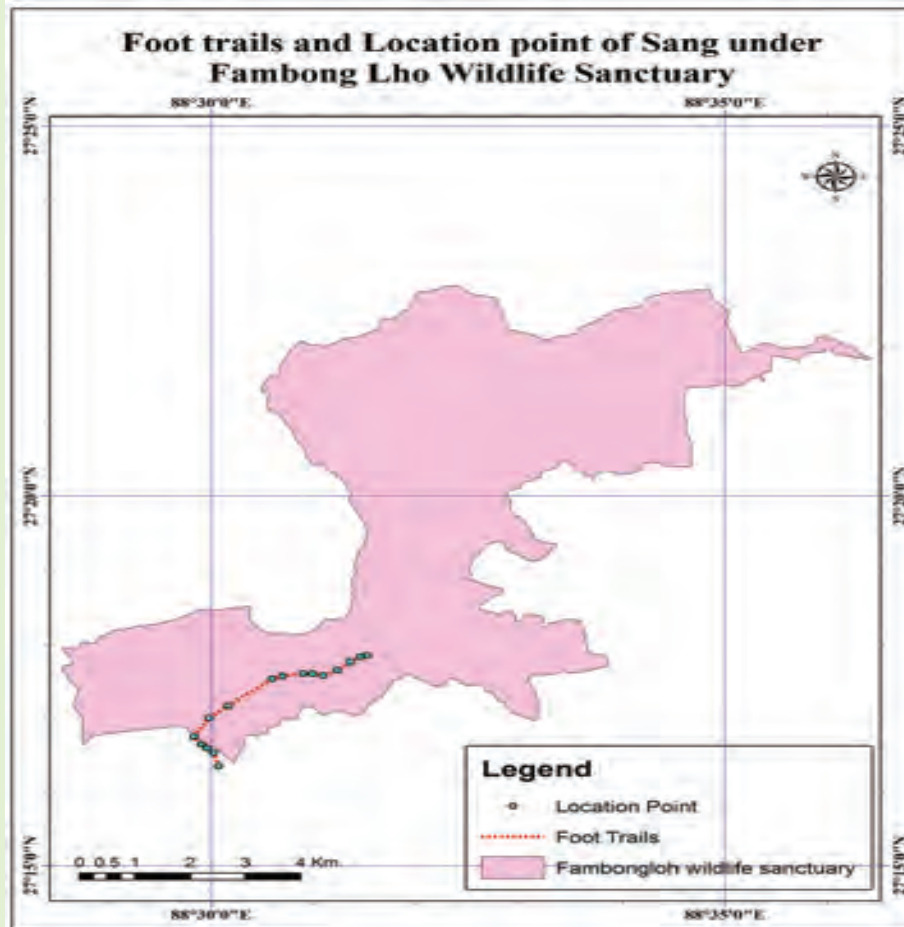 Foot trails and Location point of Sang under
Fambong Lho Wildlife Sanctuary
88°30'0"E 88°35'0"E
27°25'0"N 27°25'0"N
N
W E
S
27°20'0"N 27°20'0"N
Legend
Location Point
Foot Trails
Fambongloh wildlife sanctuary
0 0.5 1 2 3 4 Km
27°15'0"N 27°15'0"N
88°30'0"E 88°35'0"E